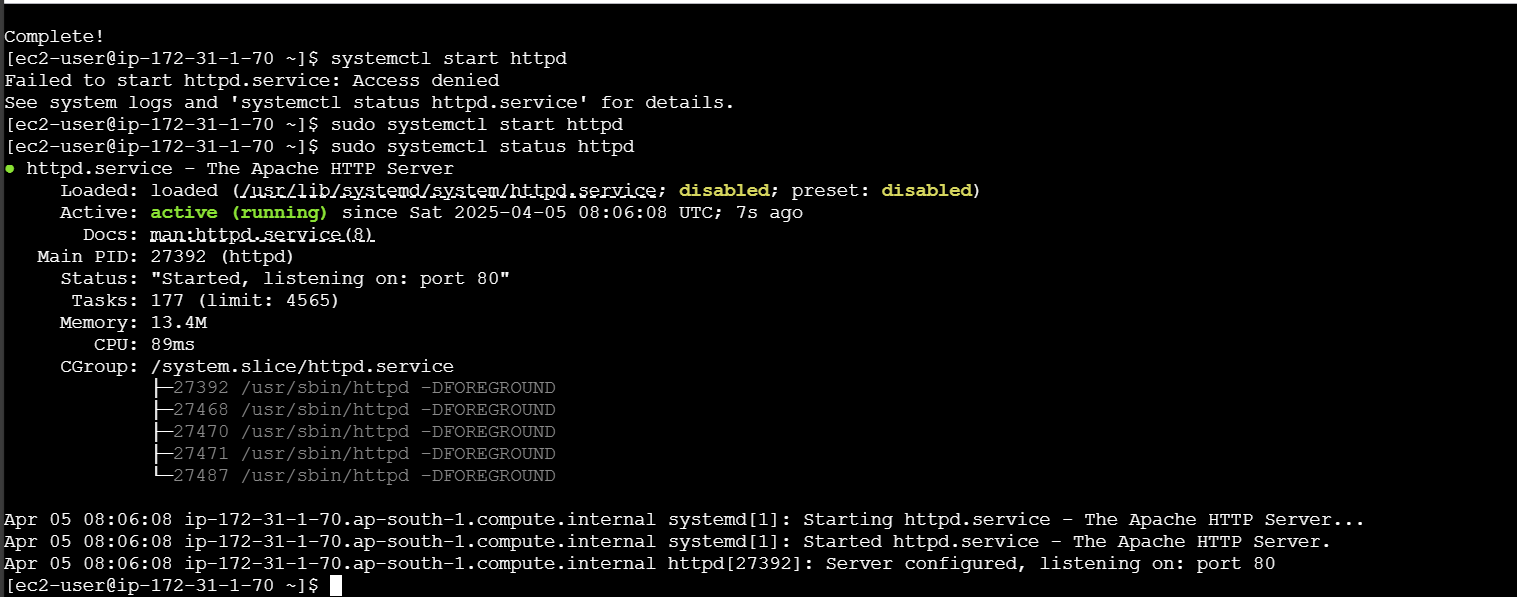 Complete!
[ec2-user@ip-172-31-1-70 ~]$ systemctl start httpd
Failed to start httpd.service: Access denied
See system logs and 'systemctl status httpd.service' for details.
[ec2-user@ip-172-31-1-70 ~]$ sudo systemctl start httpd
[ec2-user@ip-172-31-1-70 ~]$ sudo systemctl status httpd
● httpd.service - The Apache HTTP Server
     Loaded: loaded (/usr/lib/systemd/system/httpd.service; disabled; preset: disabled)
     Active: active (running) since Sat 2025-04-05 08:06:08 UTC; 7s ago
       Docs: man:httpd.service(8)
   Main PID: 27392 (httpd)
     Status: "Started, listening on: port 80"
      Tasks: 177 (limit: 4565)
     Memory: 13.4M
        CPU: 89ms
     CGroup: /system.slice/httpd.service
             ├─27392 /usr/sbin/httpd -DFOREGROUND
             ├─27468 /usr/sbin/httpd -DFOREGROUND
             ├─27470 /usr/sbin/httpd -DFOREGROUND
             ├─27471 /usr/sbin/httpd -DFOREGROUND
             └─27487 /usr/sbin/httpd -DFOREGROUND
Apr 05 08:06:08 ip-172-31-1-70.ap-south-1.compute.internal systemd[1]: Starting httpd.service - The Apache HTTP Server...
Apr 05 08:06:08 ip-172-31-1-70.ap-south-1.compute.internal systemd[1]: Started httpd.service - The Apache HTTP Server.
Apr 05 08:06:08 ip-172-31-1-70.ap-south-1.compute.internal httpd[27392]: Server configured, listening on: port 80
[ec2-user@ip-172-31-1-70 ~]$